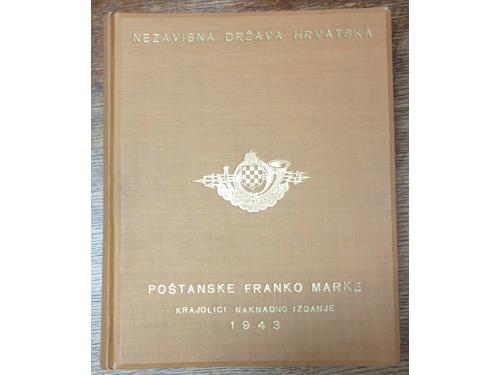 NEZAVISNA DRŽAVA HRVATSKA
POŠTANSKE FRANKO MARKE
KRAJOLICI NAKNADNO IZDANJE
1943